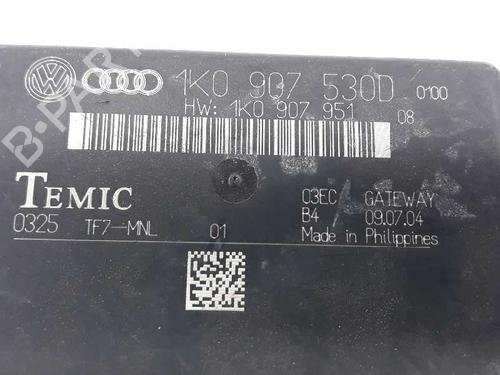 1K0 907 530D 0100
HW: 1K0 907 951 08
TEMIC 03EC GATEWAY
0325 TF7-MNL 01 B4 09.07.04
Made in Philippines
B-PARTS